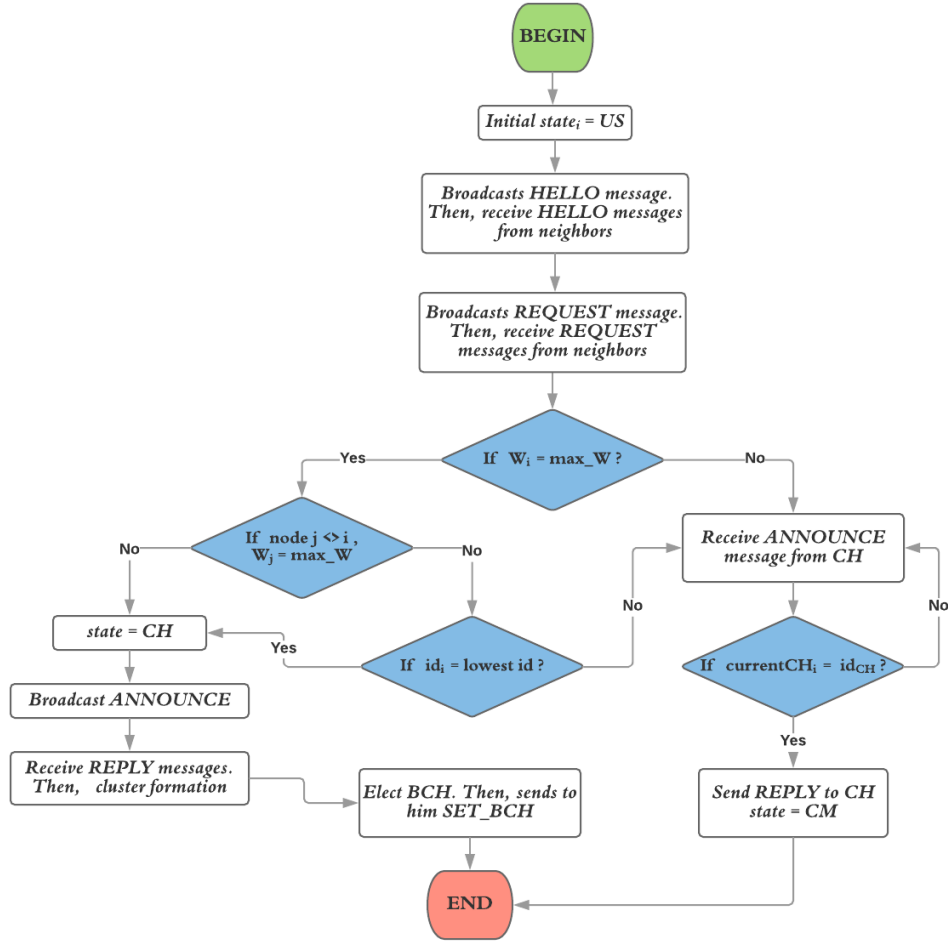 BEGIN
Initial stateᵢ = US
Broadcasts HELLO message.
Then, receive HELLO messages
from neighbors
Broadcasts REQUEST message.
Then, receive REQUEST
messages from neighbors
If Wᵢ = max_W ?
Yes
No
If node j <> i ,
Wⱼ = max_W
No
No
Receive ANNOUNCE
message from CH
No
No
state = CH
Yes
If idᵢ = lowest id ?
If currentCHᵢ = id_CH ?
Broadcast ANNOUNCE
Yes
Receive REPLY messages.
Then, cluster formation
Elect BCH. Then, sends to
him SET_BCH
Send REPLY to CH
state = CM
END